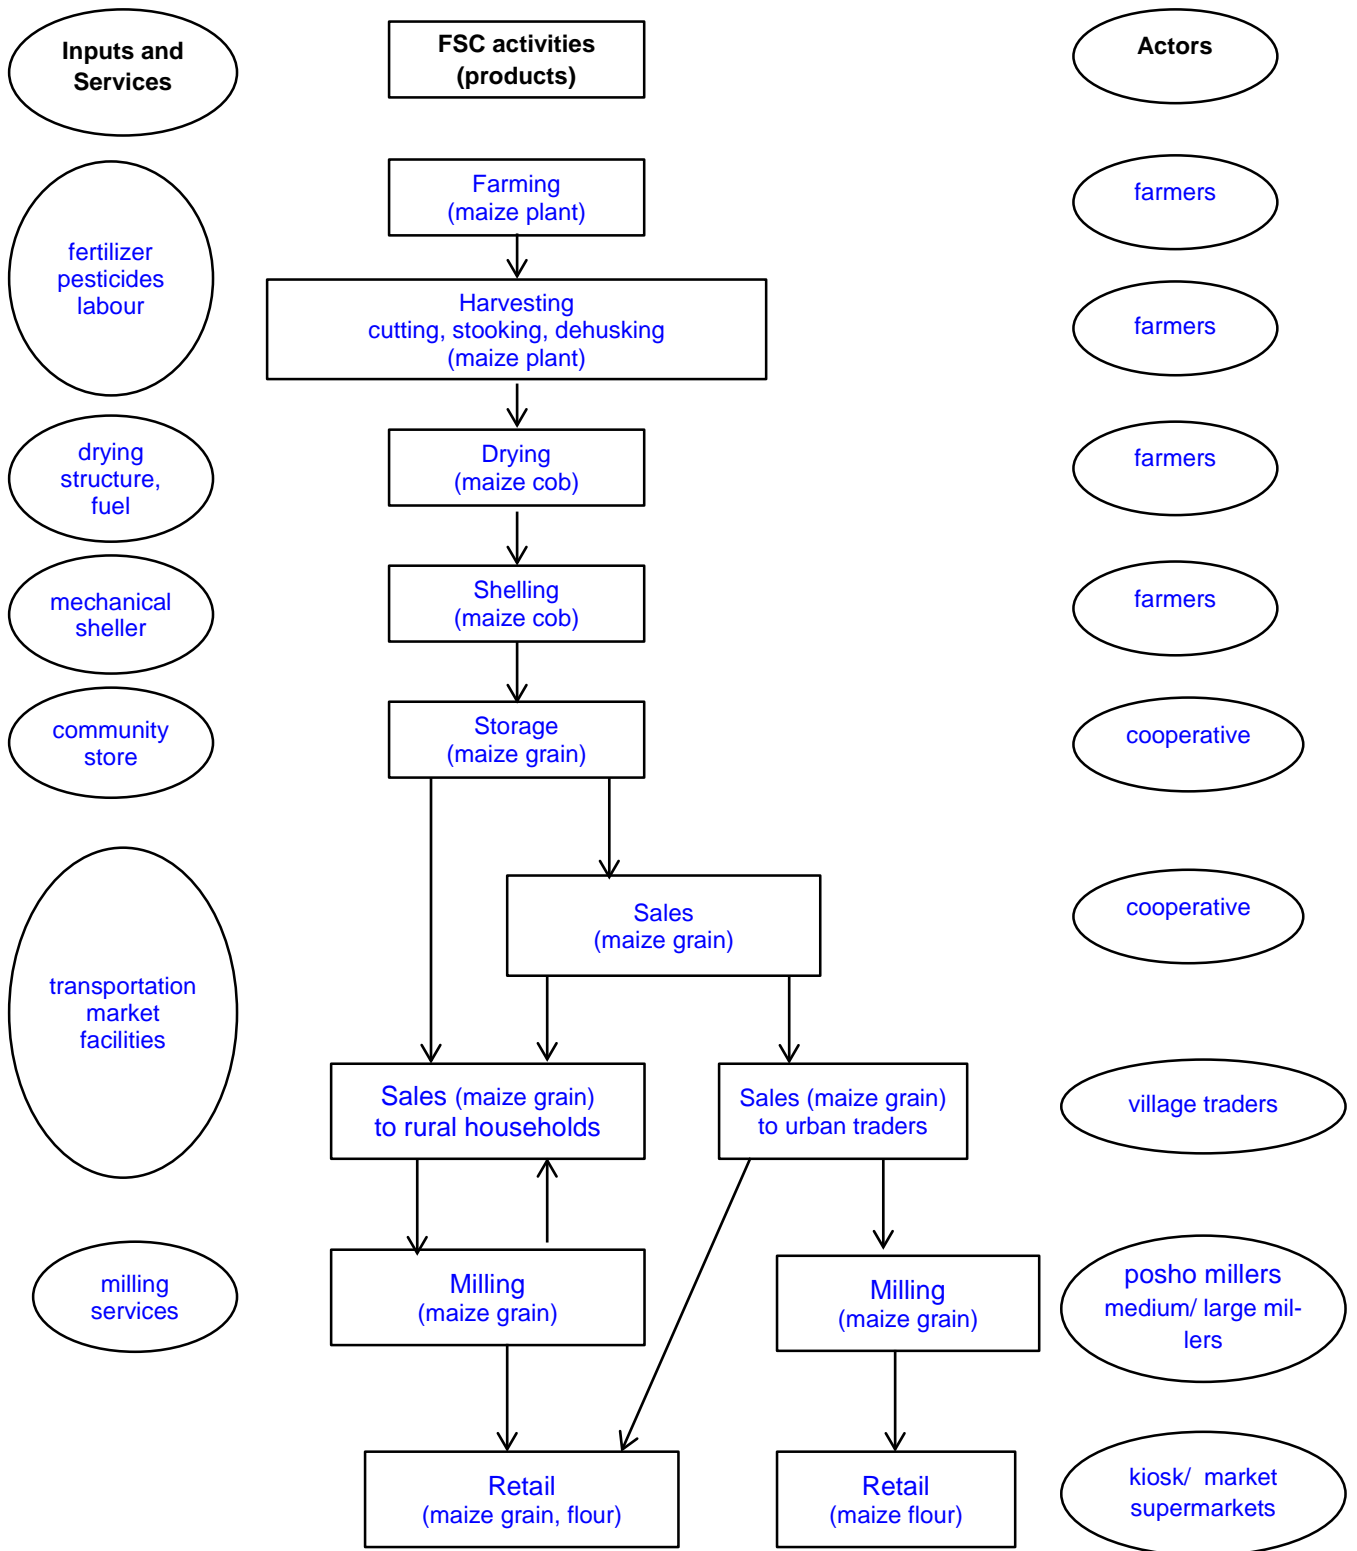 Inputs and
Services
FSC activities
(products)
Actors
Farming
(maize plant)
farmers
fertilizer
pesticides
labour
Harvesting
cutting, stooking, dehusking
(maize plant)
farmers
drying
structure,
fuel
Drying
(maize cob)
farmers
mechanical
sheller
Shelling
(maize cob)
farmers
community
store
Storage
(maize grain)
cooperative
Sales
(maize grain)
cooperative
transportation
market
facilities
Sales (maize grain)
to rural households
Sales (maize grain)
to urban traders
village traders
milling
services
Milling
(maize grain)
Milling
(maize grain)
posho millers
medium/ large mil-
lers
Retail
(maize grain, flour)
Retail
(maize flour)
kiosk/ market
supermarkets